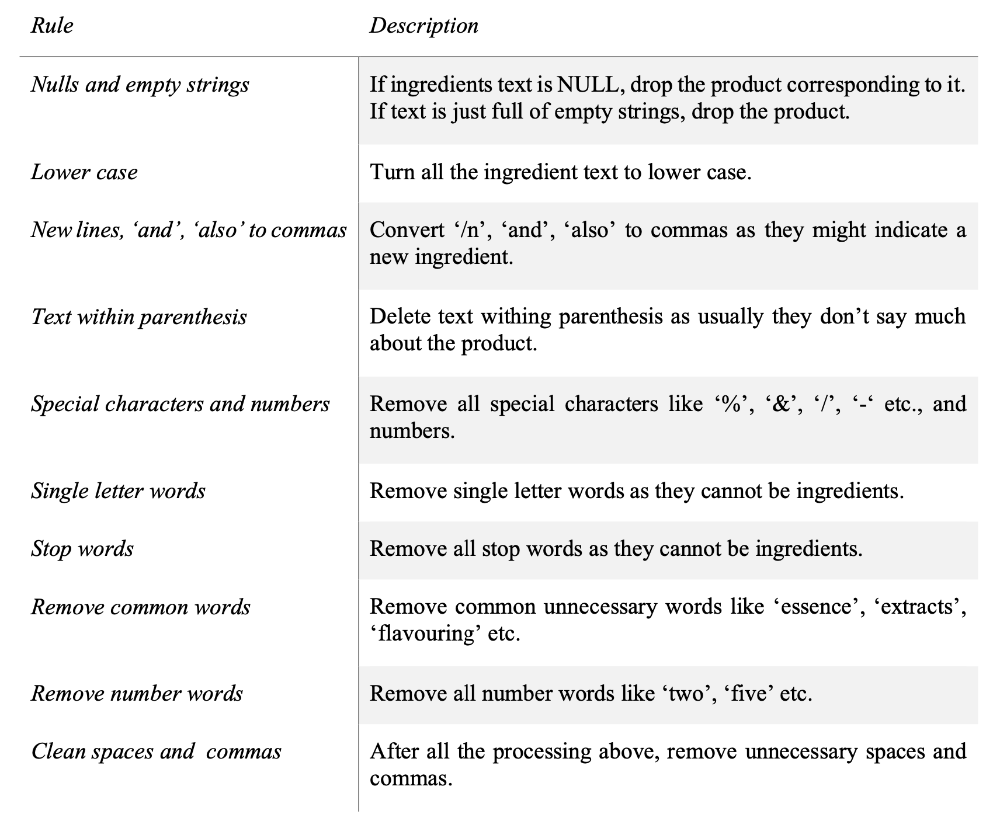 Rule Description
Nulls and empty strings If ingredients text is NULL, drop the product corresponding to it.
If text is just full of empty strings, drop the product.
Lower case Turn all the ingredient text to lower case.
New lines, ‘and’, ‘also’ to commas Convert ‘/n’, ‘and’, ‘also’ to commas as they might indicate a
new ingredient.
Text within parenthesis Delete text withing parenthesis as usually they don’t say much
about the product.
Special characters and numbers Remove all special characters like ‘%’, ‘&’, ‘/’, ‘-‘ etc., and
numbers.
Single letter words Remove single letter words as they cannot be ingredients.
Stop words Remove all stop words as they cannot be ingredients.
Remove common words Remove common unnecessary words like ‘essence’, ‘extracts’,
‘flavouring’ etc.
Remove number words Remove all number words like ‘two’, ‘five’ etc.
Clean spaces and commas After all the processing above, remove unnecessary spaces and
commas.